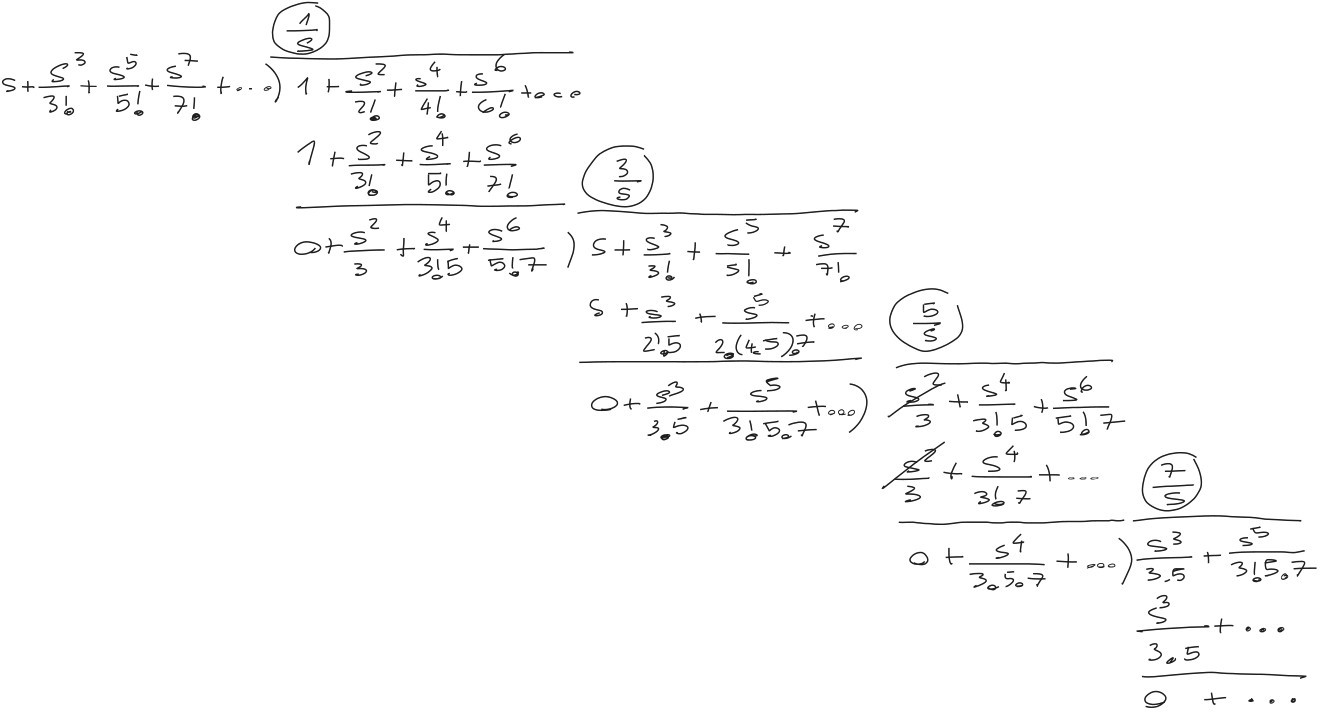 1/s
s + s^3/3! + s^5/5! + s^7/7! + ...) 1 + s^2/2! + s^4/4! + s^6/6! + ...
1 + s^2/3! + s^4/5! + s^6/7!
3/s
0 + s^2/3 + s^4/3!5 + s^6/5!7 ) s + s^3/3! + s^5/5! + s^7/7!
s + s^3/2!5 + s^5/2.(4.5).7 + ...
5/s
0 + s^3/3.5 + s^5/3!5.7 + ...) s^2/3 + s^4/3!5 + s^6/5!7
s^2/3 + s^4/3!7 + ...
7/s
0 + s^4/3.5.7 + ...) s^3/3.5 + s^5/3!5.7
s^3/3.5 + ...
0 + ...